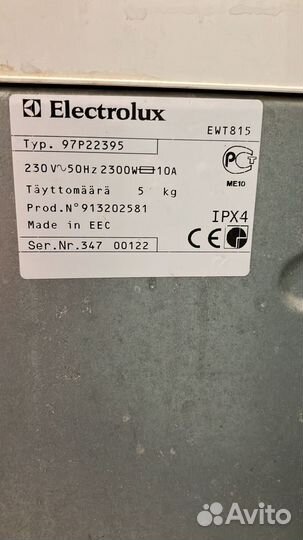 Electrolux
EWT815
Typ. 97P22395
230V~50Hz 2300W 10A
Täyttomäärä 5 kg
ME10
Prod.N°913202581
IPX4
Made in EEC
CE
Ser.Nr.347 00122
Avito